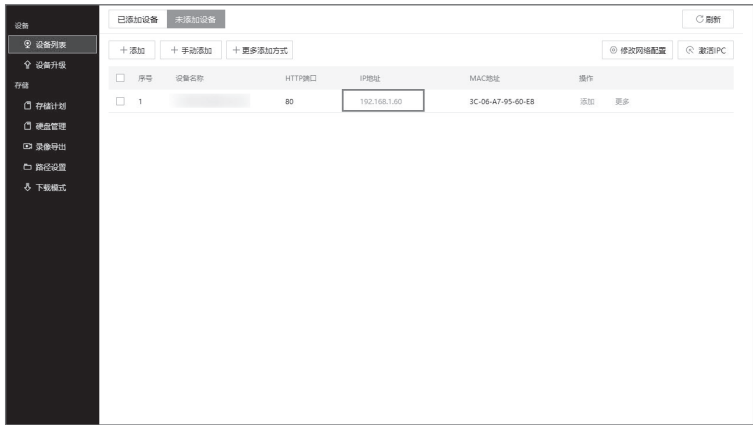 设备
设备列表
设备升级
存储
存储计划
硬盘管理
录像导出
路径设置
下载模式
已添加设备 未添加设备 刷新
+添加 +手动添加 +更多添加方式 修改网络配置 激活IPC
序号 设备名称 HTTP端口 IP地址 MAC地址 操作
1 80 192.168.1.60 3C-06-A7-95-60-E8 添加 更多